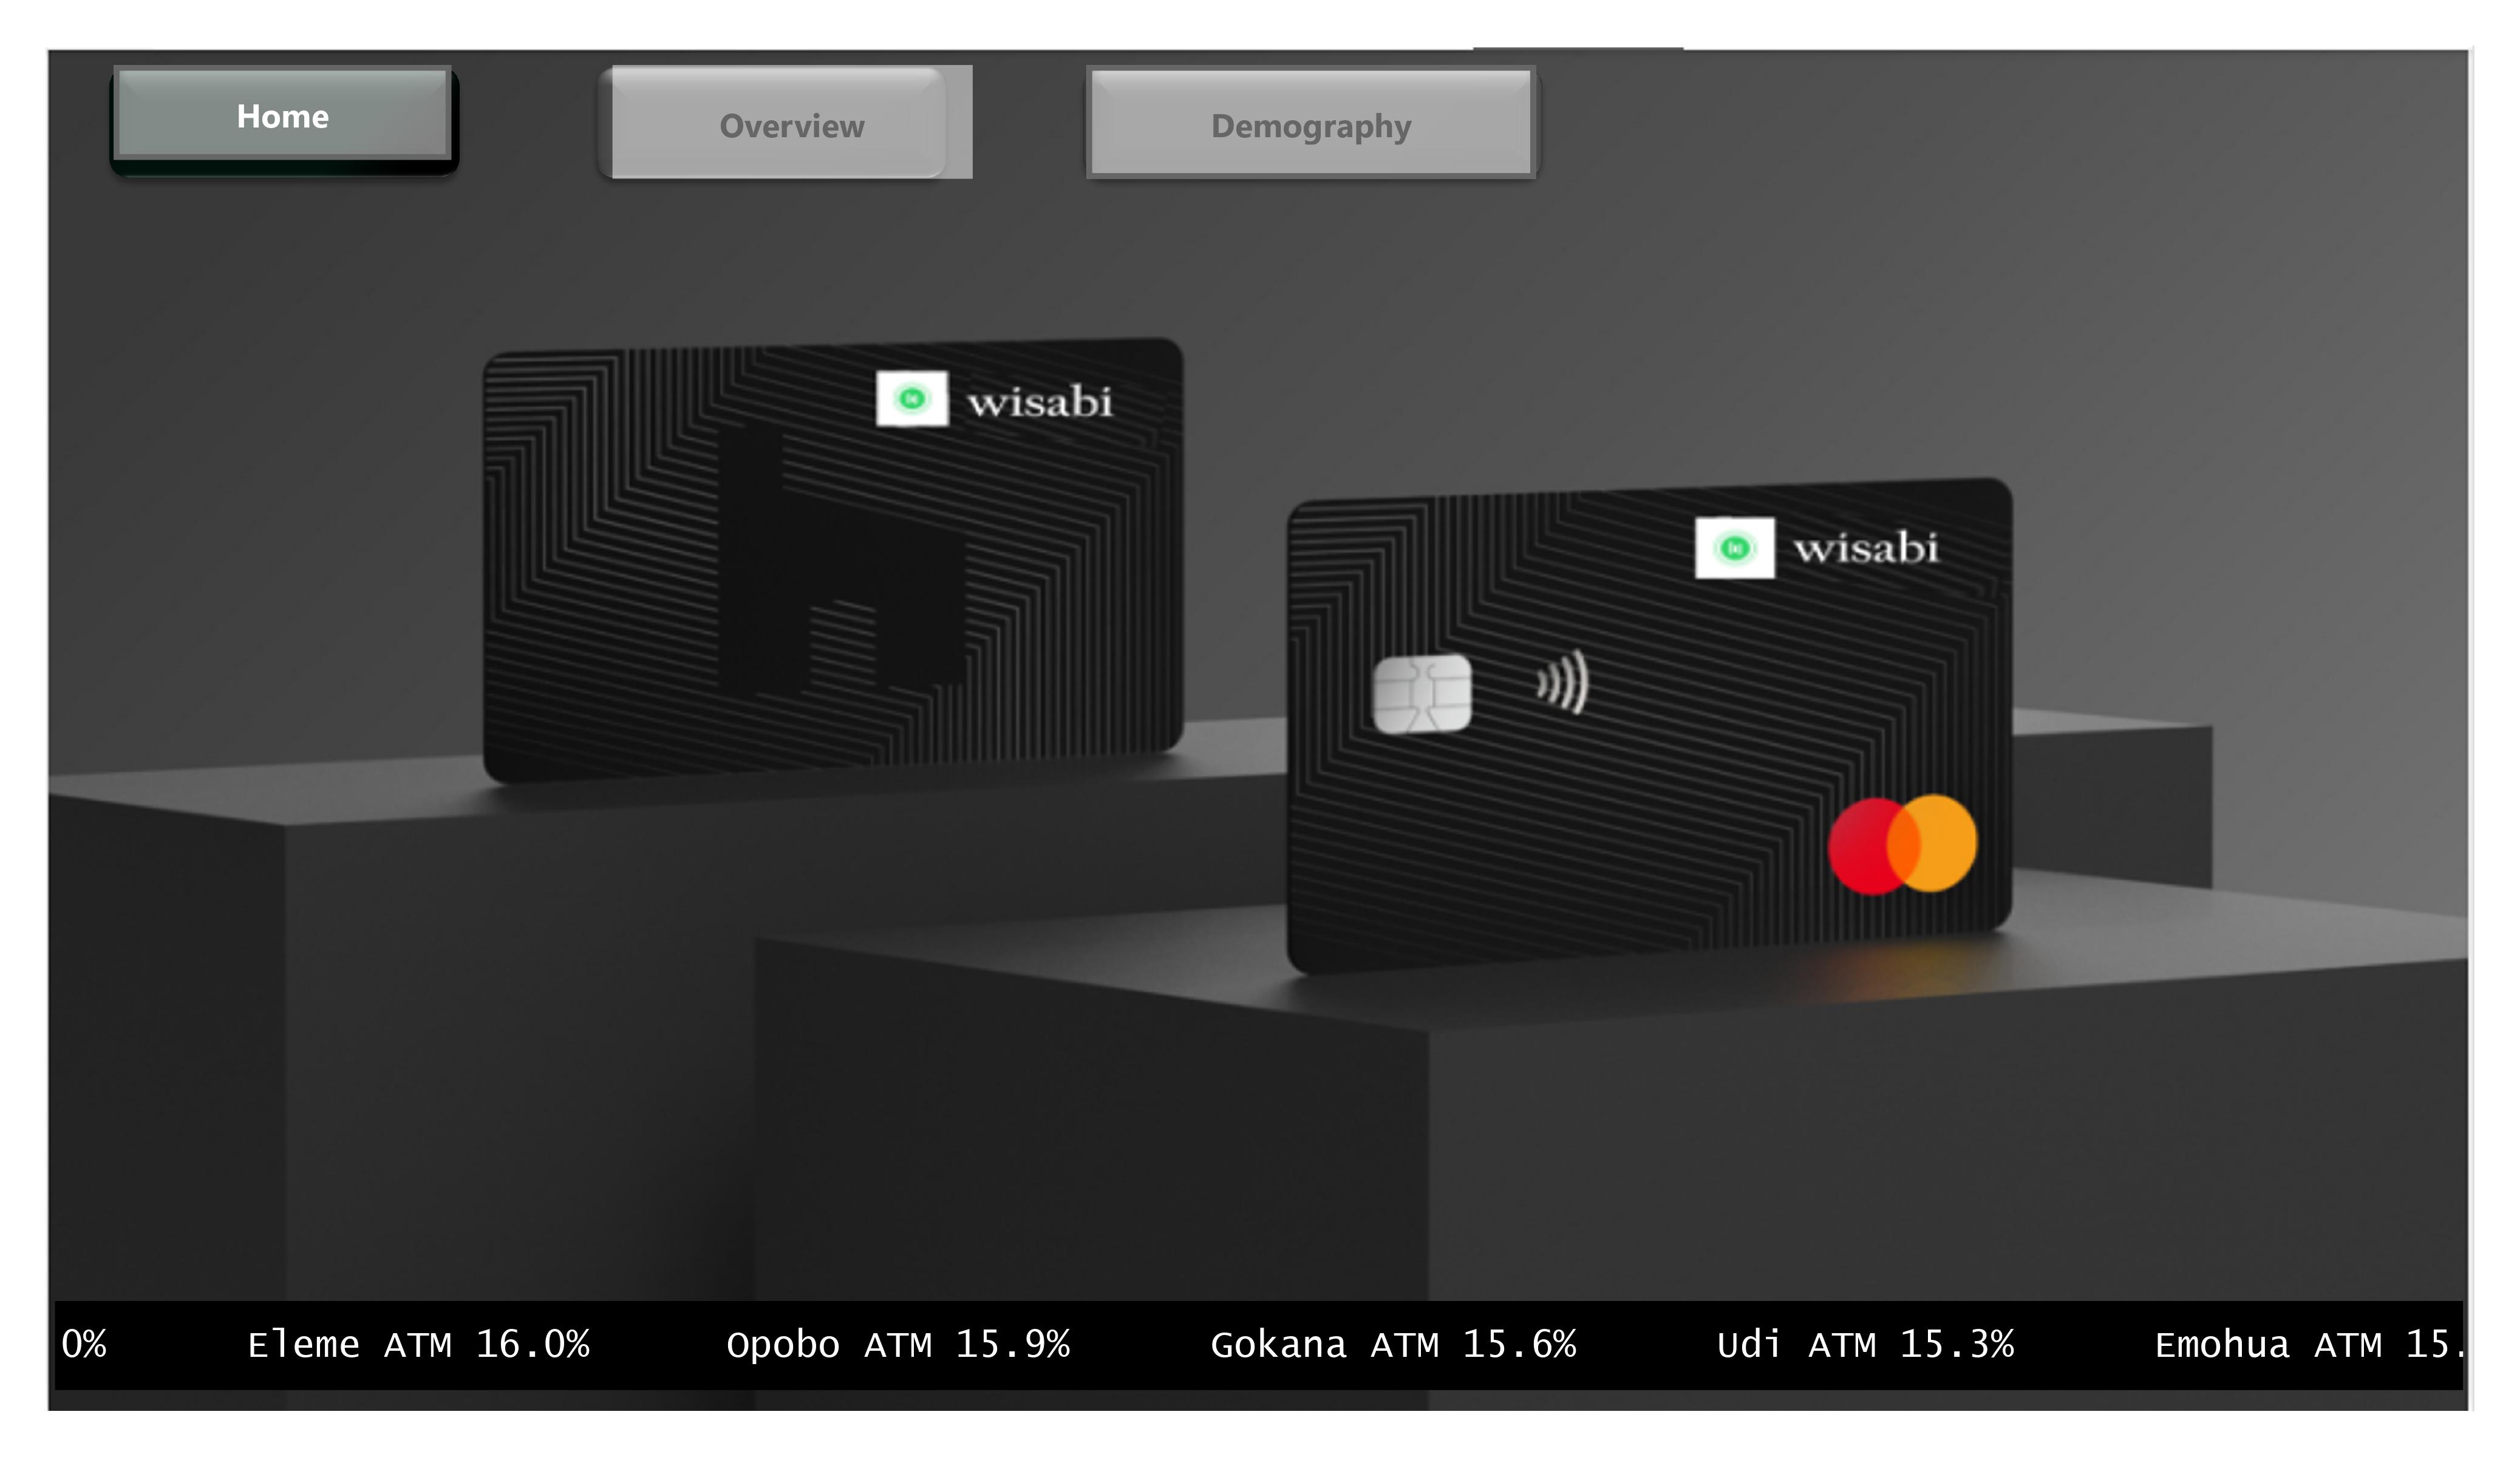 Home
Overview
Demography
wisabi
wisabi
0% Eleme ATM 16.0% Opobo ATM 15.9% Gokana ATM 15.6% Udi ATM 15.3% Emohua ATM 15.